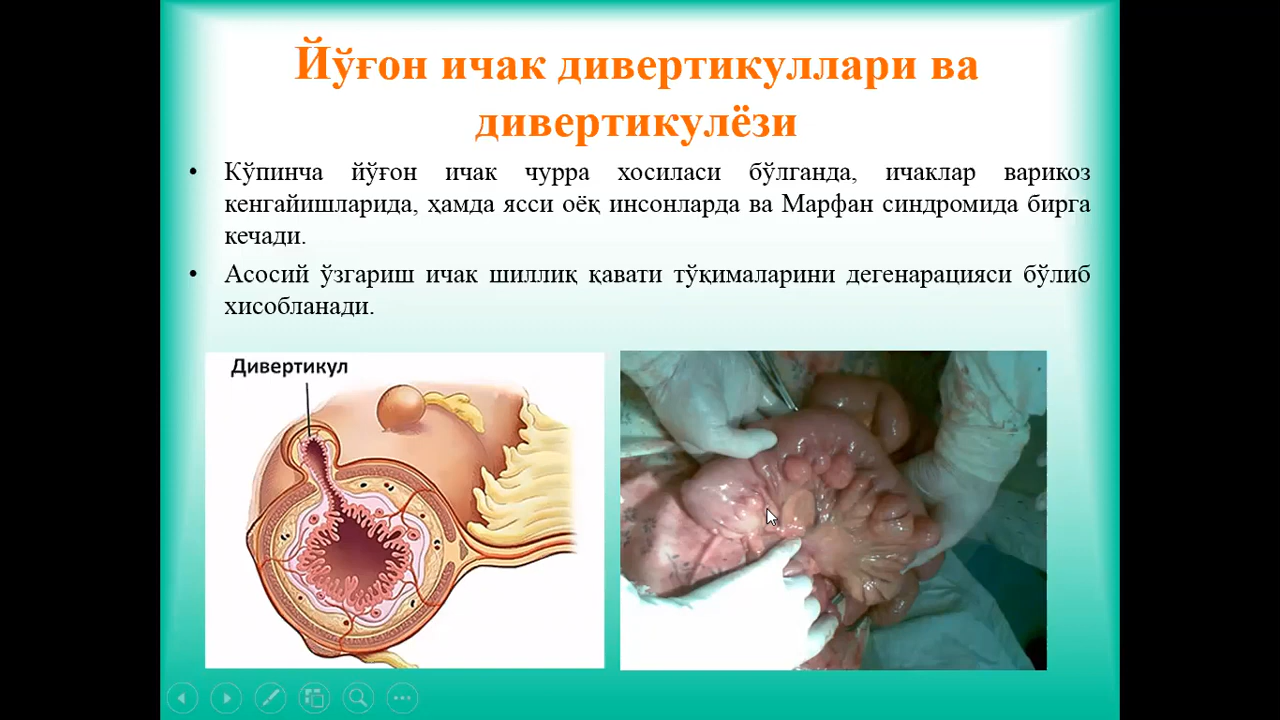 Йўғон ичак дивертикуллари ва
дивертикулёзи
• Кўпинча йўғон ичак чурра хосиласи бўлганда, ичаклар варикоз
кенгайишларида, ҳамда ясси оёқ инсонларда ва Марфан синдромида бирга
кечади.
• Асосий ўзгариш ичак шиллиқ қавати тўқималарини дегенарацияси бўлиб
хисобланади.
Дивертикул